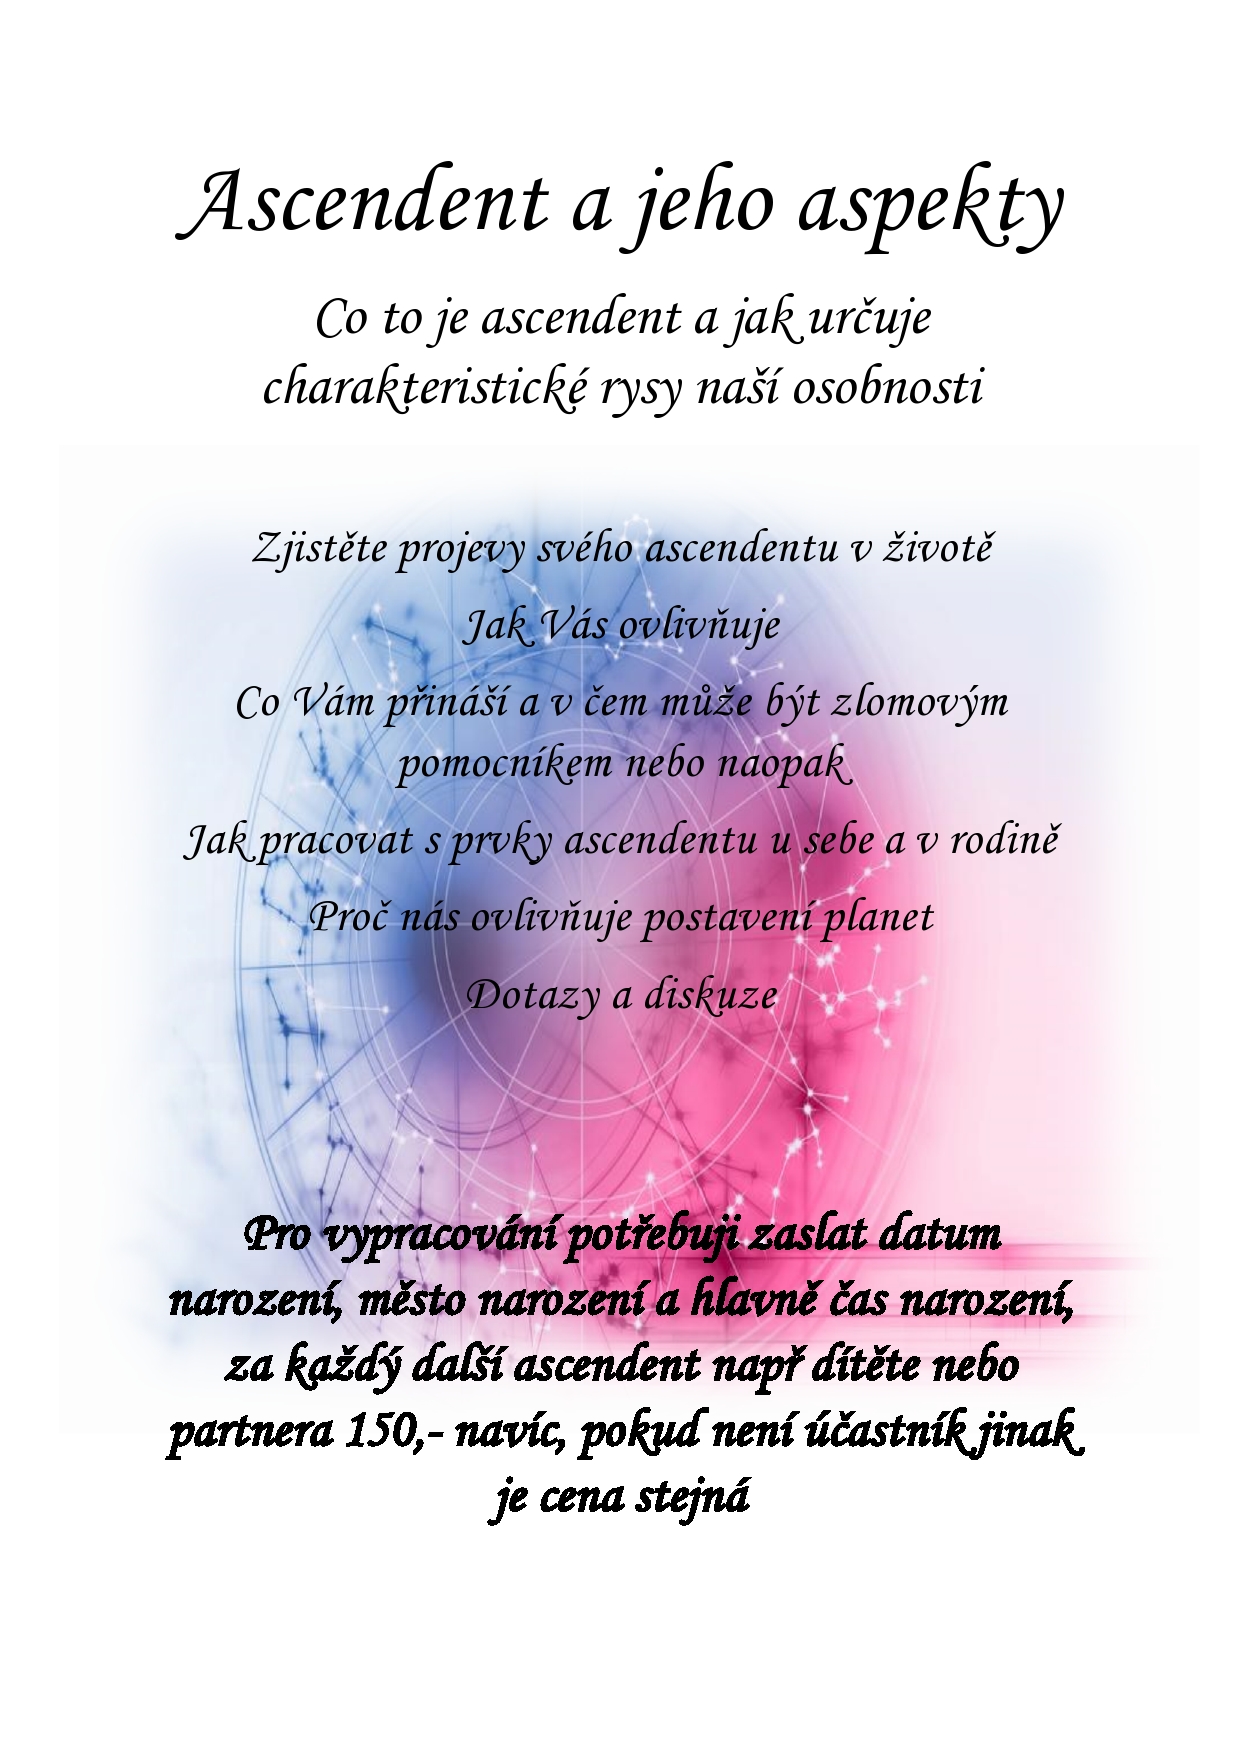 Ascendent a jeho aspekty
Co to je ascendent a jak určuje
charakteristické rysy naší osobnosti
Zjistěte projevy svého ascendentu v životě
Jak Vás ovlivňuje
Co Vám přináší a v čem může být zlomovým
pomocníkem nebo naopak
Jak pracovat s prvky ascendentu u sebe a v rodině
Proč nás ovlivňuje postavení planet
Dotazy a diskuze
Pro vypracování potřebuji zaslat datum
narození, město narození a hlavně čas narození,
za každý další ascendent např dítěte nebo
partnera 150,- navíc, pokud není účastník jinak
je cena stejná